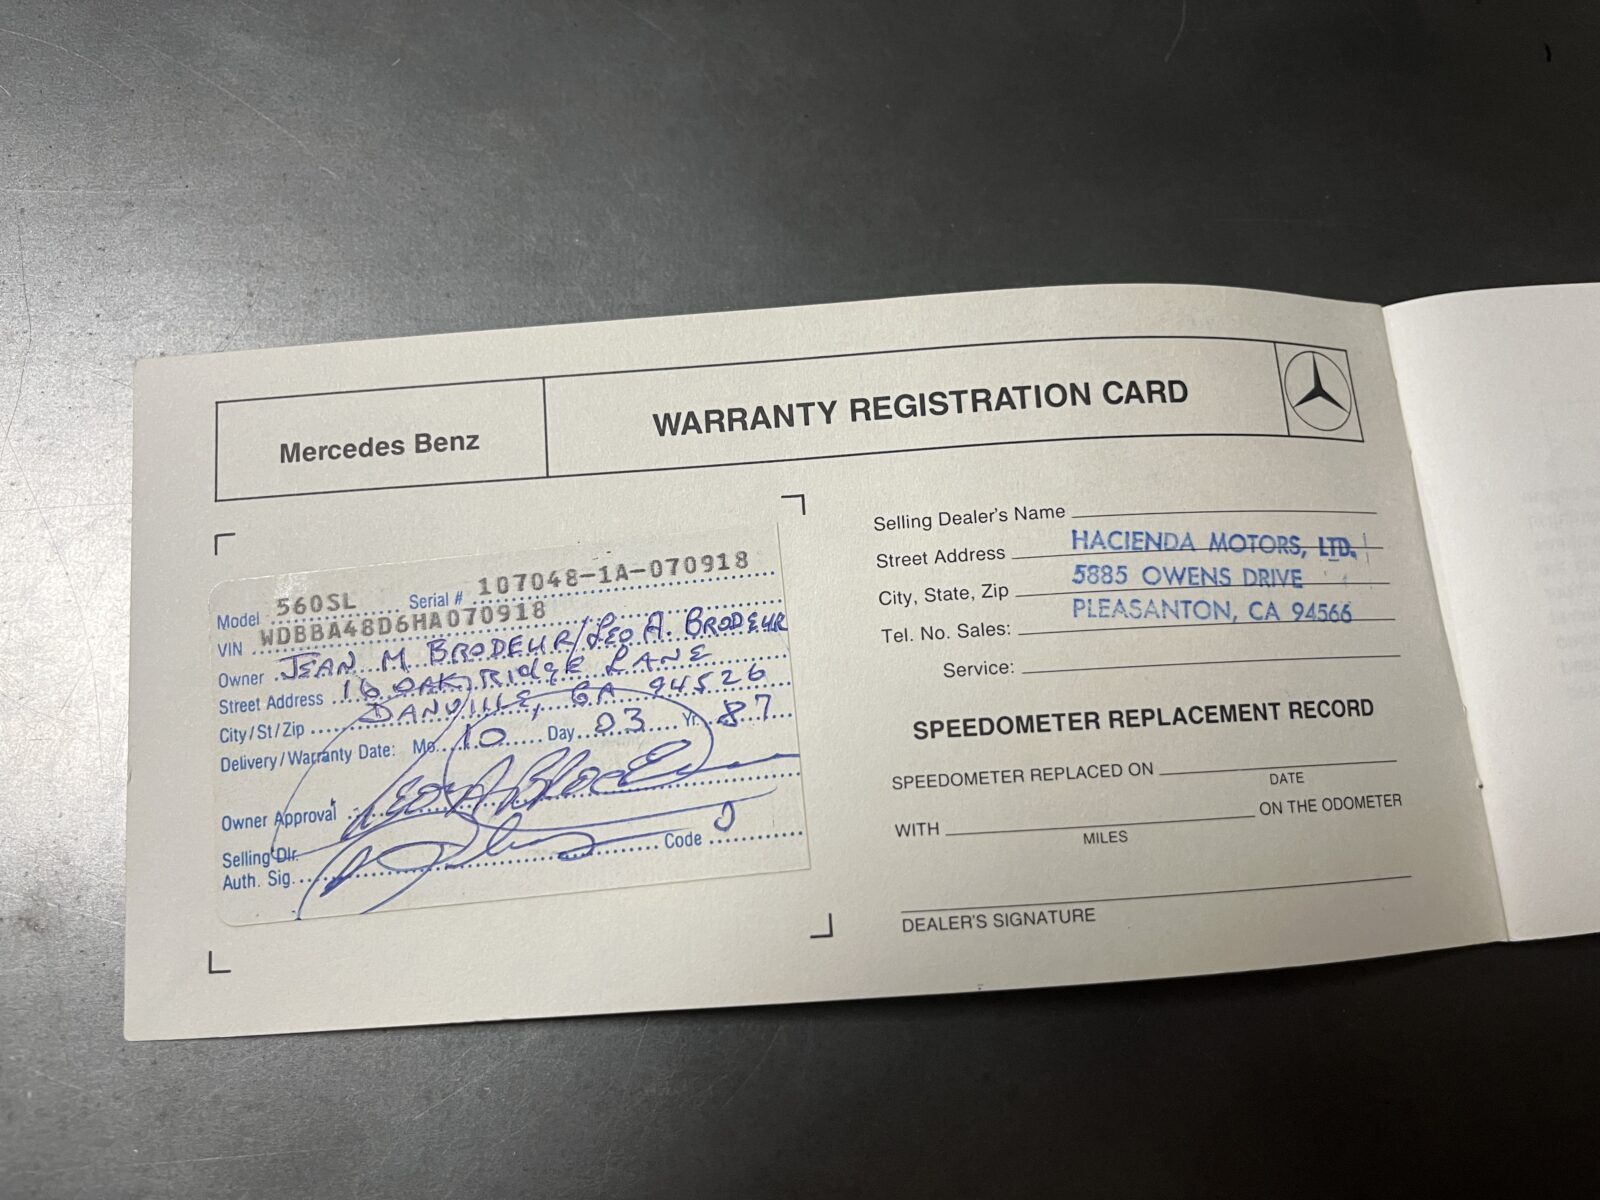 Mercedes Benz
WARRANTY REGISTRATION CARD
Model 560SL Serial # 107048-1A-070918
VIN WDBBA48D6HA070918
Owner JEAN M. BRODEUR/LEO A. BRODEUR
Street Address 16 OAK RIDGE LANE
City/St/Zip DANVILLE, CA 94526
Delivery/Warranty Date: Mo. 10 Day 03 Yr. 87
Owner Approval
Selling Dlr.
Auth. Sig. Code
Selling Dealer's Name
HACIENDA MOTORS, LTD.
Street Address
5885 OWENS DRIVE
City, State, Zip
PLEASANTON, CA 94566
Tel. No. Sales:
Service:
SPEEDOMETER REPLACEMENT RECORD
SPEEDOMETER REPLACED ON
DATE
WITH ON THE ODOMETER
MILES
DEALER'S SIGNATURE